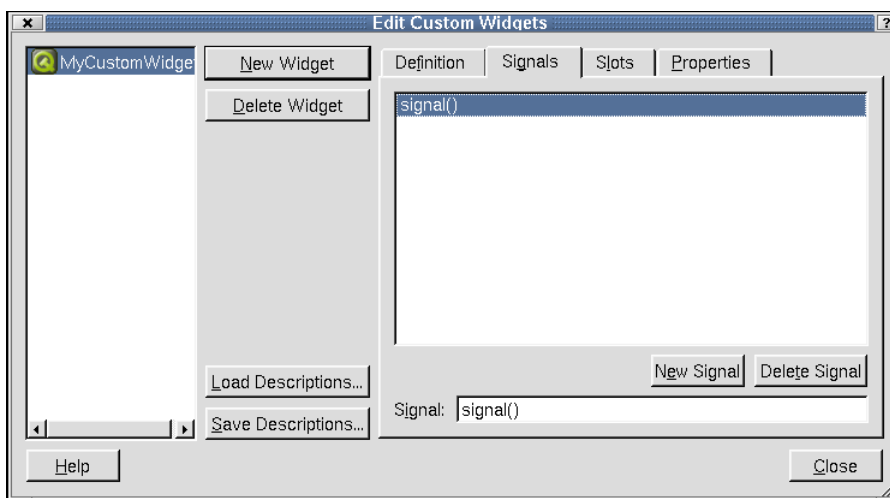 Edit Custom Widgets
?
MyCustomWidge
New Widget
Delete Widget
Load Descriptions...
Save Descriptions...
Definition
Signals
Slots
Properties
signal()
New Signal
Delete Signal
Signal:
signal()
Help
Close